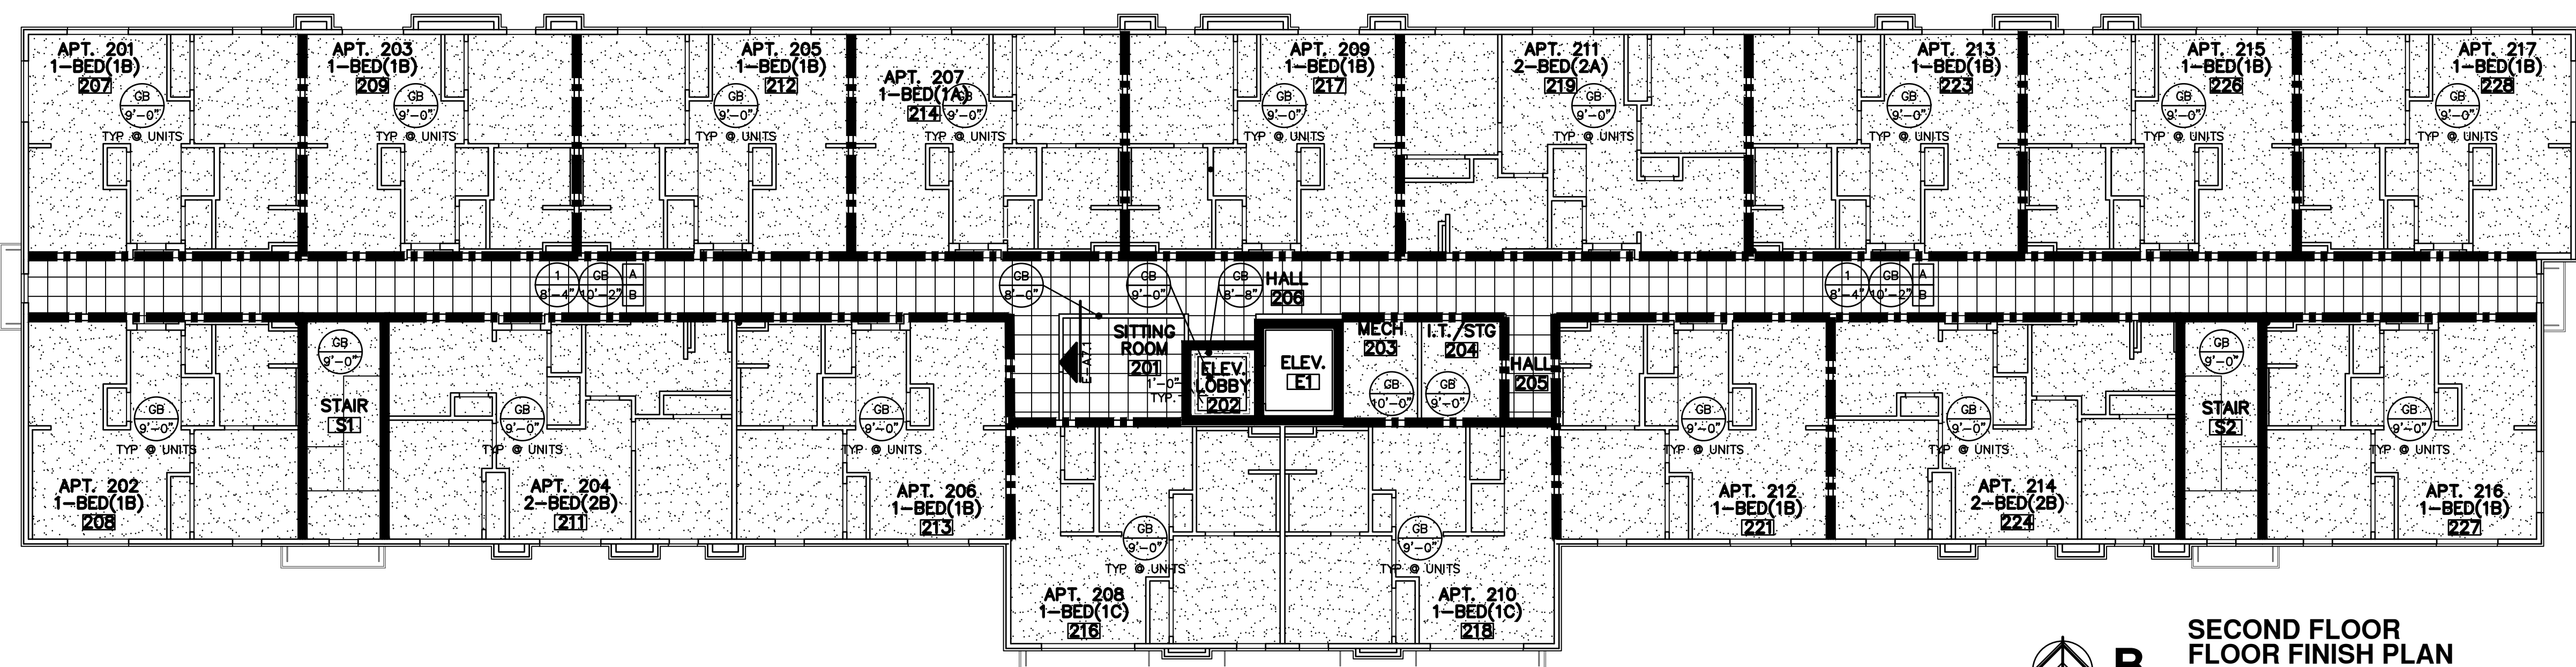 APT. 201
1-BED(1B)
207
GB
9'-0"
TYP @ UNITS
APT. 203
1-BED(1B)
209
GB
9'-0"
TYP @ UNITS
APT. 205
1-BED(1B)
212
GB
9'-0"
TYP @ UNITS
APT. 207
1-BED(1A)
214
GB
9'-0"
TYP @ UNITS
APT. 209
1-BED(1B)
217
GB
9'-0"
TYP @ UNITS
APT. 211
2-BED(2A)
219
GB
9'-0"
TYP @ UNITS
APT. 213
1-BED(1B)
223
GB
9'-0"
TYP @ UNITS
APT. 215
1-BED(1B)
226
GB
9'-0"
TYP @ UNITS
APT. 217
1-BED(1B)
228
GB
9'-0"
TYP @ UNITS
1
8'-4"
GB
10'-2"
A
B
GB
8'-0"
GB
9'-0"
GB
8'-8"
HALL
206
1
8'-4"
GB
10'-2"
A
B
GB
9'-0"
STAIR
S1
E-A7.1
SITTING
ROOM
201
1'-0"
TYP.
ELEV.
LOBBY
202
ELEV.
E1
MECH
203
GB
10'-0"
I.T./STG
204
GB
9'-0"
HALL
205
GB
9'-0"
STAIR
S2
GB
9'-0"
TYP @ UNITS
APT. 202
1-BED(1B)
208
GB
9'-0"
TYP @ UNITS
APT. 204
2-BED(2B)
211
GB
9'-0"
TYP @ UNITS
APT. 206
1-BED(1B)
213
GB
9'-0"
TYP @ UNITS
APT. 208
1-BED(1C)
216
GB
9'-0"
TYP @ UNITS
APT. 210
1-BED(1C)
218
GB
9'-0"
TYP @ UNITS
APT. 212
1-BED(1B)
221
GB
9'-0"
TYP @ UNITS
APT. 214
2-BED(2B)
224
GB
9'-0"
TYP @ UNITS
APT. 216
1-BED(1B)
227
B
SECOND FLOOR
FLOOR FINISH PLAN